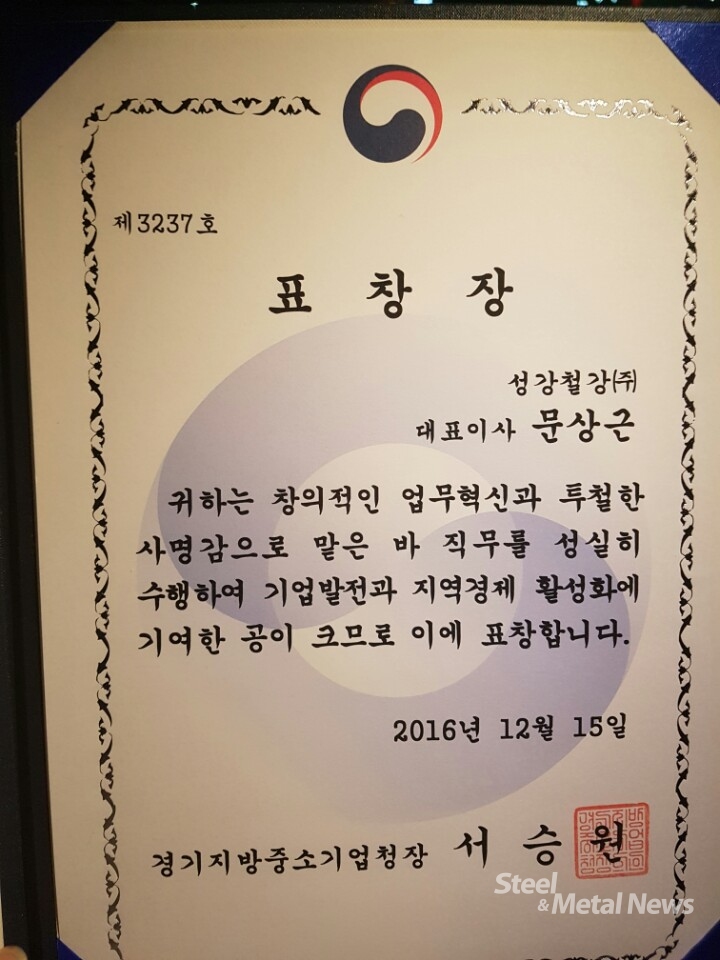 제3237호
표 창 장
성강철강(주)
대표이사 문상근
귀하는 창의적인 업무혁신과 투철한
사명감으로 맡은 바 직무를 성실히
수행하여 기업발전과 지역경제 활성화에
기여한 공이 크므로 이에 표창합니다.
2016년 12월 15일
경기지방중소기업청장 서 승 원
Steel
& Metal News